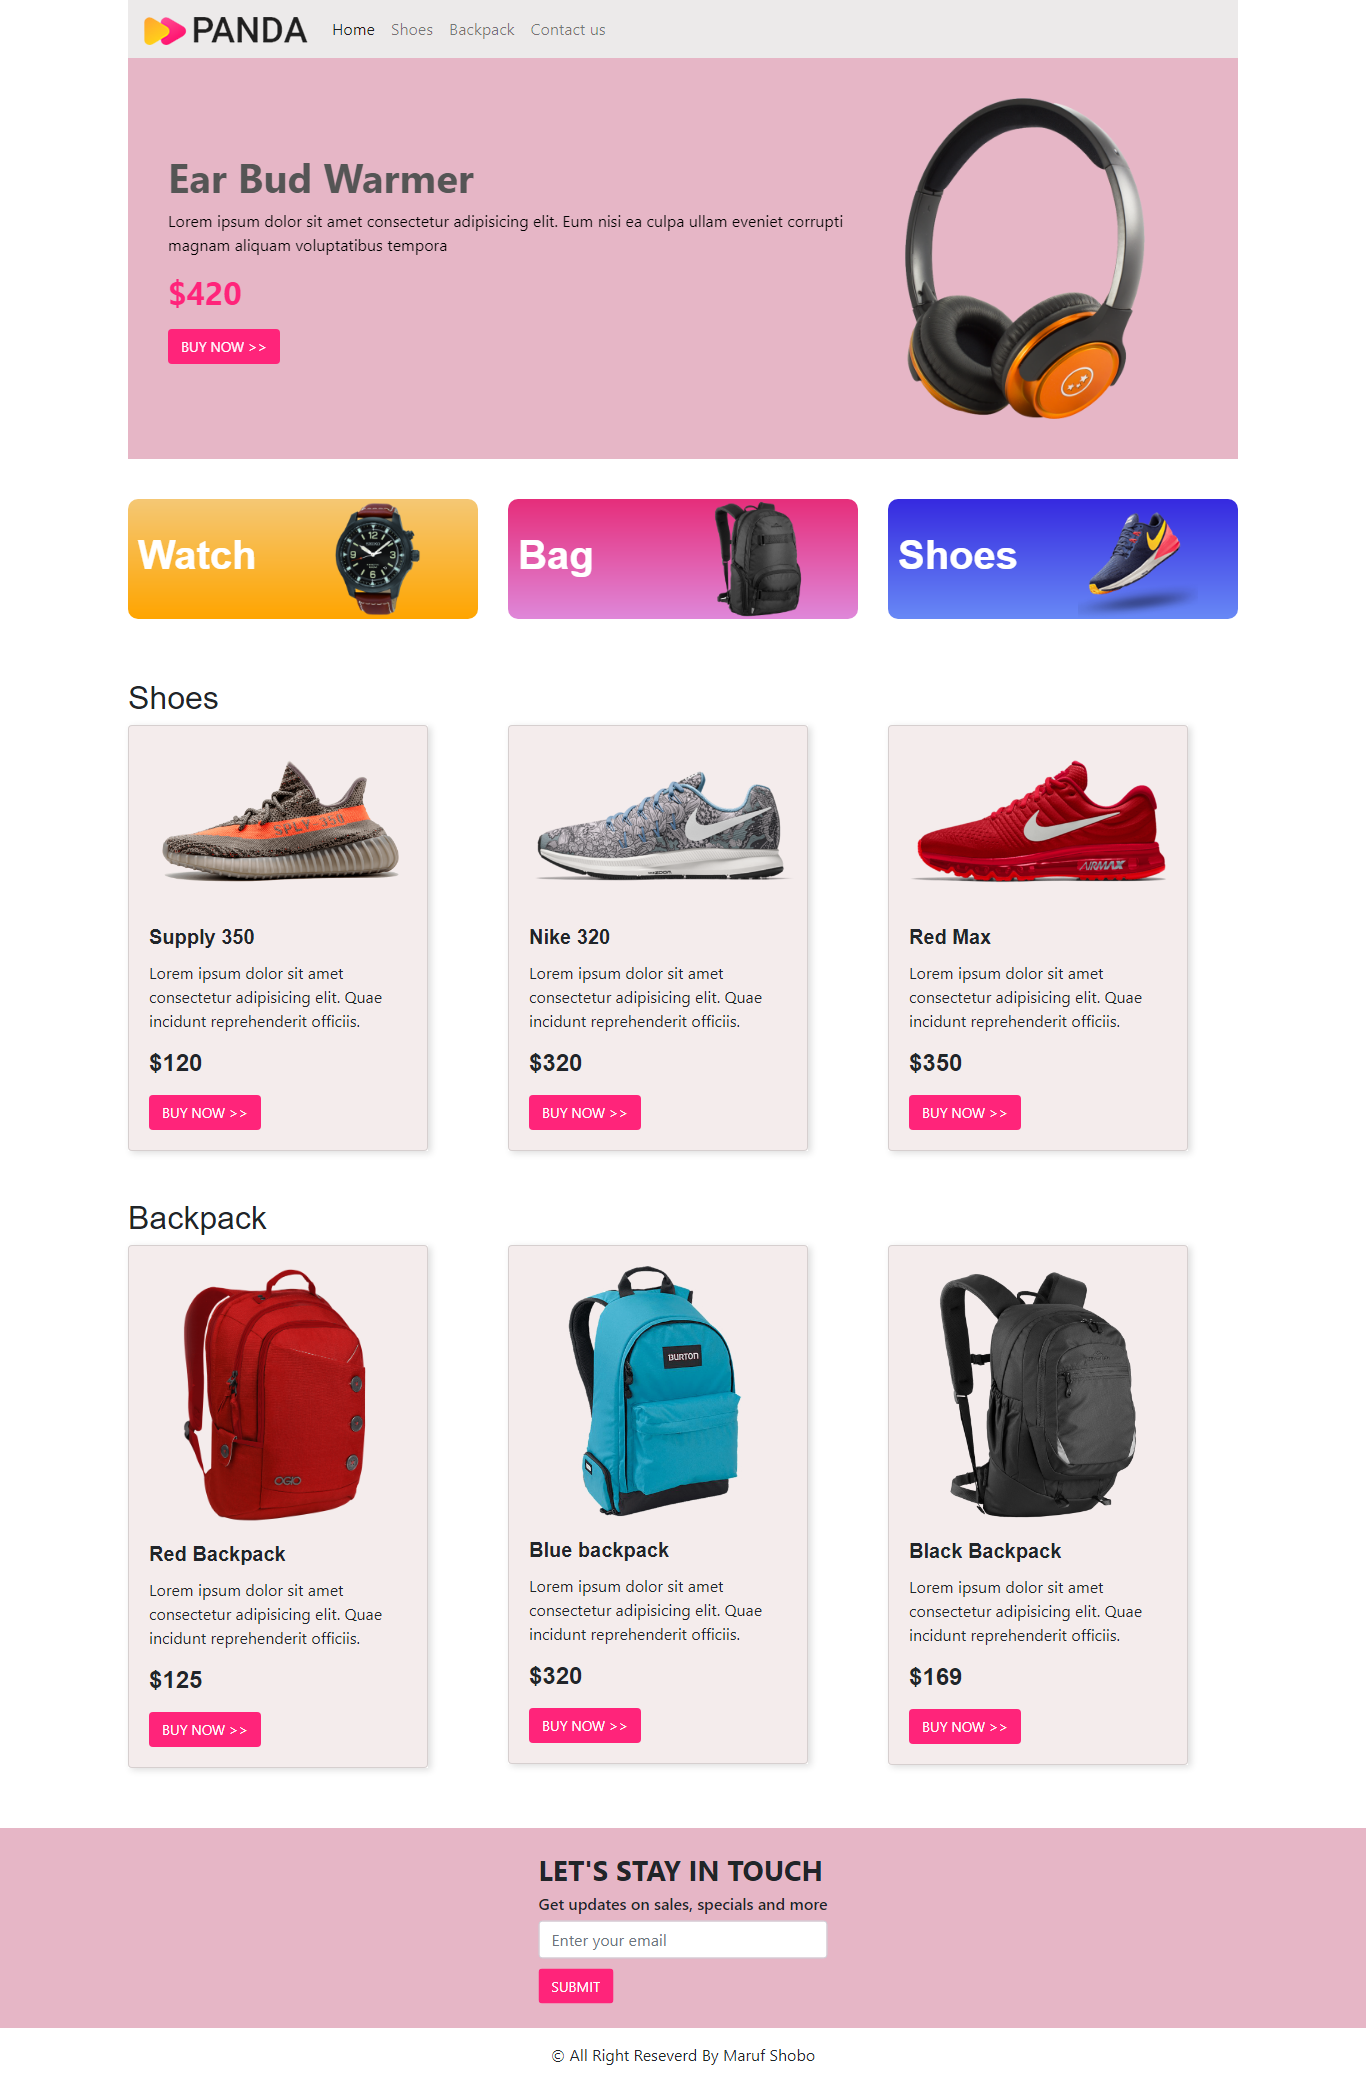 PANDA Home Shoes Backpack Contact us
Ear Bud Warmer
Lorem ipsum dolor sit amet consectetur adipisicing elit. Eum nisi ea culpa ullam eveniet corrupti
magnam aliquam voluptatibus tempora
$420
BUY NOW >>
Watch
Bag
Shoes
Shoes
SPLY-350
Supply 350
Lorem ipsum dolor sit amet
consectetur adipisicing elit. Quae
incidunt reprehenderit officiis.
$120
BUY NOW >>
Nike 320
Lorem ipsum dolor sit amet
consectetur adipisicing elit. Quae
incidunt reprehenderit officiis.
$320
BUY NOW >>
AIRMAX
Red Max
Lorem ipsum dolor sit amet
consectetur adipisicing elit. Quae
incidunt reprehenderit officiis.
$350
BUY NOW >>
Backpack
OGIO
Red Backpack
Lorem ipsum dolor sit amet
consectetur adipisicing elit. Quae
incidunt reprehenderit officiis.
$125
BUY NOW >>
BURTON
Blue backpack
Lorem ipsum dolor sit amet
consectetur adipisicing elit. Quae
incidunt reprehenderit officiis.
$320
BUY NOW >>
Black Backpack
Lorem ipsum dolor sit amet
consectetur adipisicing elit. Quae
incidunt reprehenderit officiis.
$169
BUY NOW >>
LET'S STAY IN TOUCH
Get updates on sales, specials and more
Enter your email
SUBMIT
© All Right Reseverd By Maruf Shobo